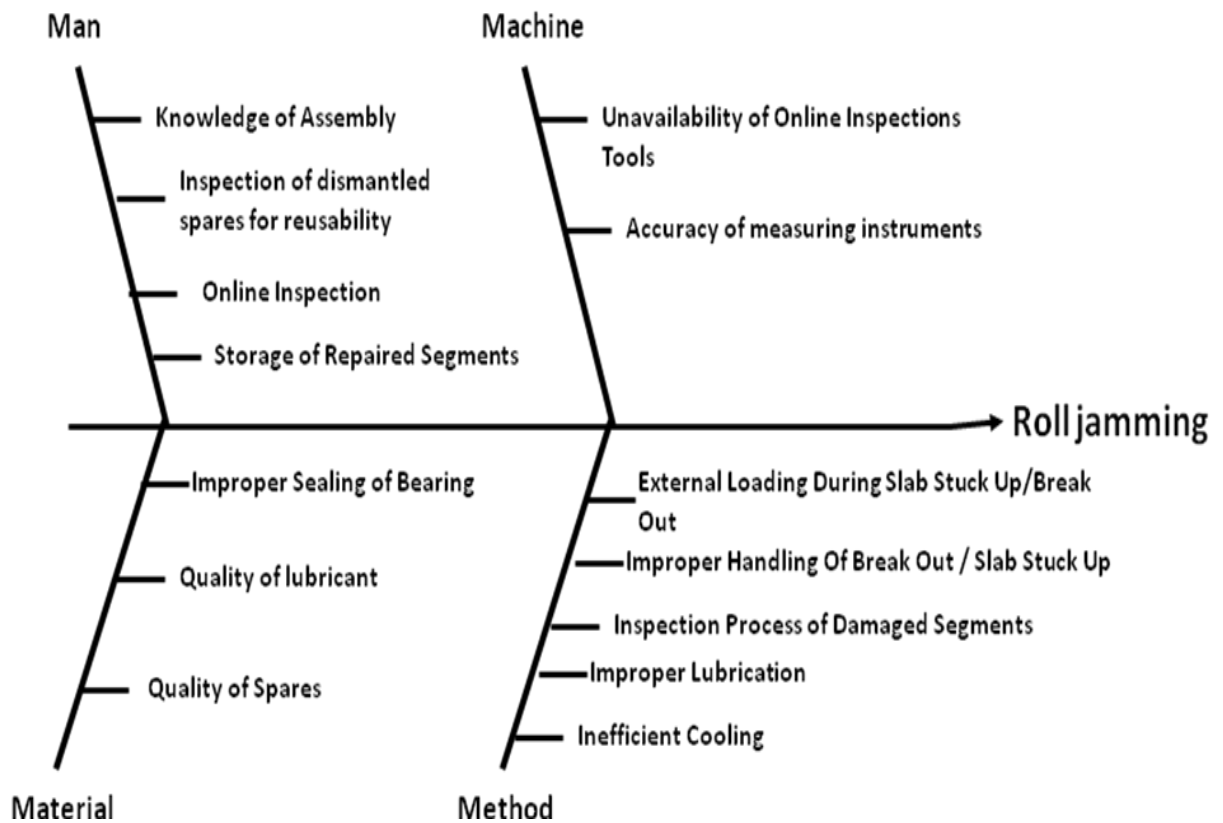 Man
Knowledge of Assembly
Inspection of dismantled
spares for reusability
Online Inspection
Storage of Repaired Segments
Machine
Unavailability of Online Inspections
Tools
Accuracy of measuring instruments
Roll jamming
Improper Sealing of Bearing
Quality of lubricant
Quality of Spares
Material
External Loading During Slab Stuck Up/Break
Out
Improper Handling Of Break Out / Slab Stuck Up
Inspection Process of Damaged Segments
Improper Lubrication
Inefficient Cooling
Method